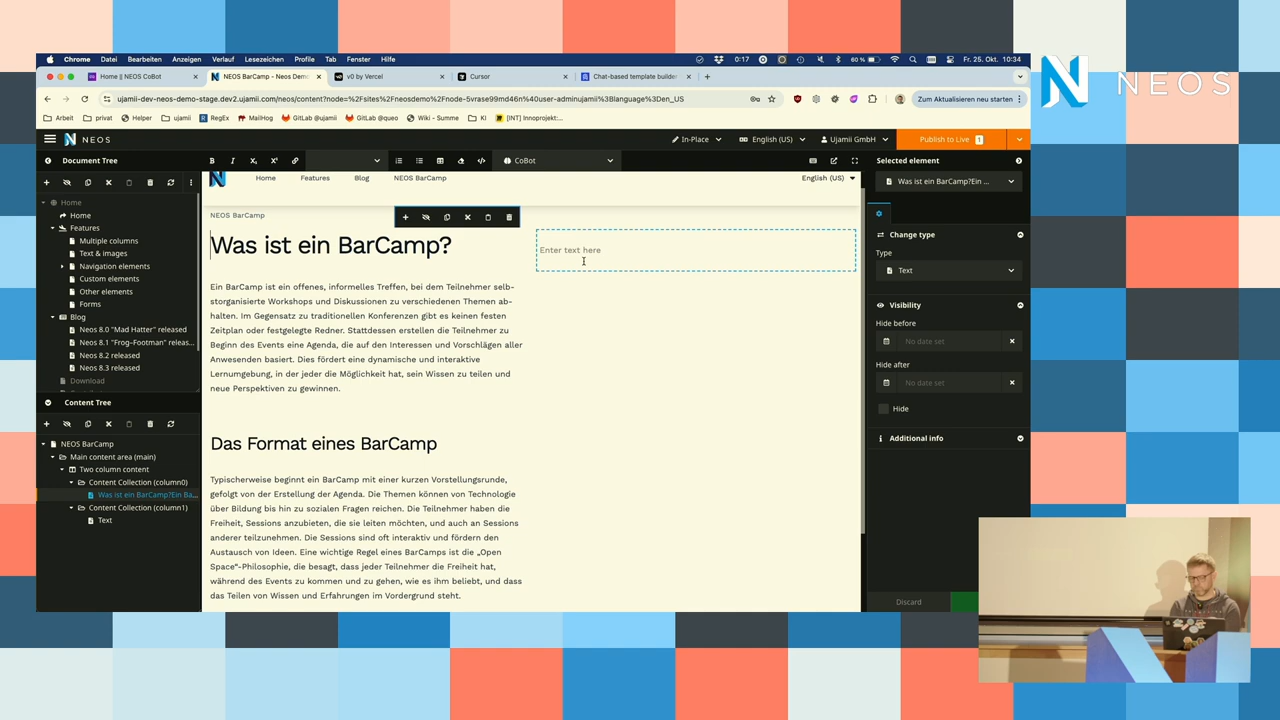 Chrome Datei Bearbeiten Anzeigen Verlauf Lesezeichen Profile Tab Fenster Hilfe
0:17 60 % Fr. 25. Okt. 10:34
Home || NEOS CoBot
NEOS BarCamp - Neos Demo
v0 by Vercel
Cursor
Chat-based template builder
ujamii-dev-neos-demo-stage.dev2.ujamii.com/neos/content?node=%2Fsites%2Fneosdemo%2Fnode-5vrase99md46n%40user-adminujamii%3Blanguage%3Den_US
Zum Aktualisieren neu starten
Arbeit privat Helper ujamii RegEx MailHog GitLab @ujamii GitLab @queo Wiki - Summe KI [INT] Innoprojekt:...
NEOS
NEOS
In-Place English (US) Ujamii GmbH Publish to Live 1
Document Tree
CoBot
Selected element
Was ist ein BarCamp?Ein ...
Home
Home
Features
Multiple columns
Text & images
Navigation elements
Custom elements
Other elements
Forms
Blog
Neos 8.0 "Mad Hatter" released
Neos 8.1 "Frog-Footman" releas...
Neos 8.2 released
Neos 8.3 released
Download
Content Tree
NEOS BarCamp
Main content area (main)
Two column content
Content Collection (column0)
Was ist ein BarCamp?Ein Ba...
Content Collection (column1)
Text
Home Features Blog NEOS BarCamp English (US)
NEOS BarCamp
Was ist ein BarCamp?
Enter text here
Ein BarCamp ist ein offenes, informelles Treffen, bei dem Teilnehmer selb-
storganisierte Workshops und Diskussionen zu verschiedenen Themen ab-
halten. Im Gegensatz zu traditionellen Konferenzen gibt es keinen festen
Zeitplan oder festgelegte Redner. Stattdessen erstellen die Teilnehmer zu
Beginn des Events eine Agenda, die auf den Interessen und Vorschlägen aller
Anwesenden basiert. Dies fördert eine dynamische und interaktive
Lernumgebung, in der jeder die Möglichkeit hat, sein Wissen zu teilen und
neue Perspektiven zu gewinnen.
Das Format eines BarCamp
Typischerweise beginnt ein BarCamp mit einer kurzen Vorstellungsrunde,
gefolgt von der Erstellung der Agenda. Die Themen können von Technologie
über Bildung bis hin zu sozialen Fragen reichen. Die Teilnehmer haben die
Freiheit, Sessions anzubieten, die sie leiten möchten, und auch an Sessions
anderer teilzunehmen. Die Sessions sind oft interaktiv und fördern den
Austausch von Ideen. Eine wichtige Regel eines BarCamps ist die „Open
Space“-Philosophie, die besagt, dass jeder Teilnehmer die Freiheit hat,
während des Events zu kommen und zu gehen, wie es ihm beliebt, und dass
das Teilen von Wissen und Erfahrungen im Vordergrund steht.
Change type
Type
Text
Visibility
Hide before
No date set
Hide after
No date set
Hide
Additional info
Discard